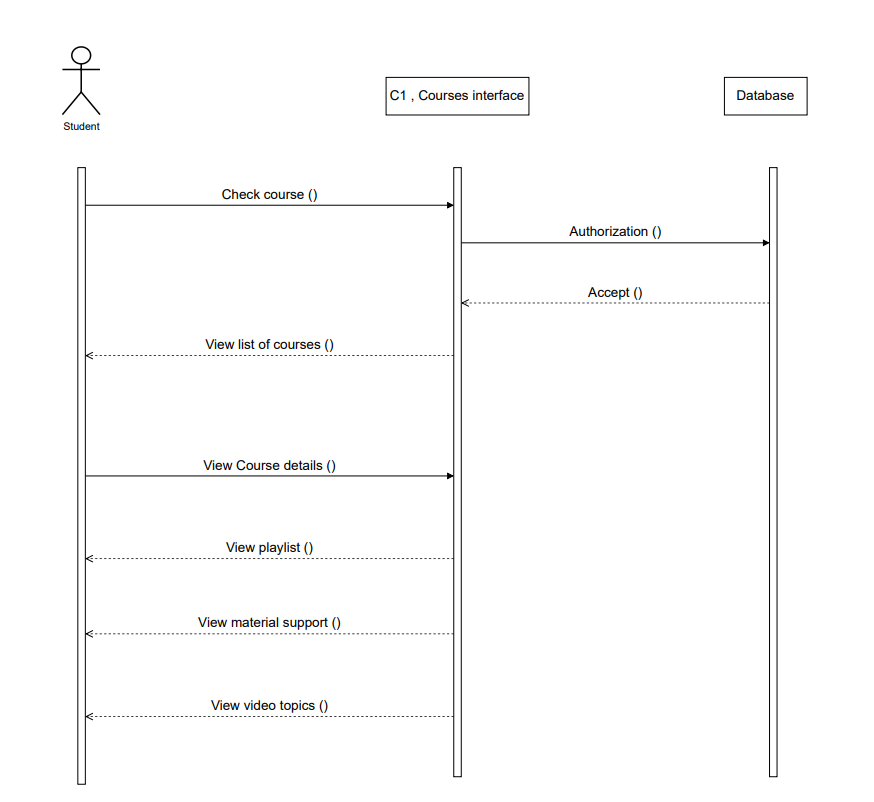 Student
C1 , Courses interface
Database
Check course ()
Authorization ()
Accept ()
View list of courses ()
View Course details ()
View playlist ()
View material support ()
View video topics ()